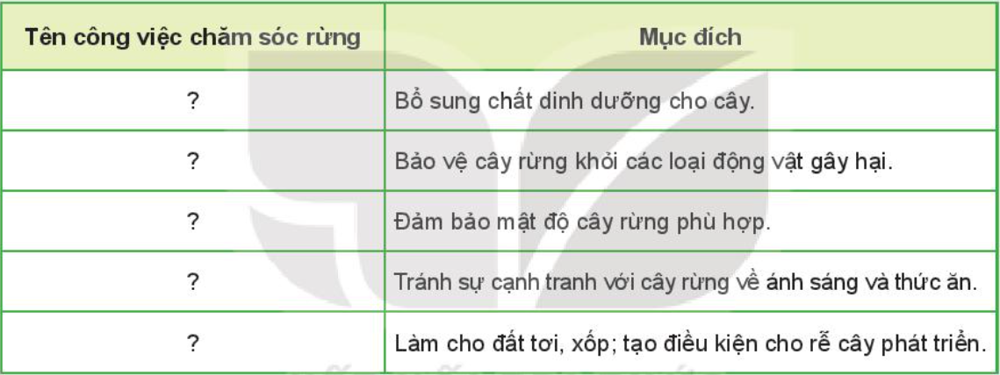 Tên công việc chăm sóc rừng
Mục đích
?
Bổ sung chất dinh dưỡng cho cây.
?
Bảo vệ cây rừng khỏi các loại động vật gây hại.
?
Đảm bảo mật độ cây rừng phù hợp.
?
Tránh sự cạnh tranh với cây rừng về ánh sáng và thức ăn.
?
Làm cho đất tơi, xốp; tạo điều kiện cho rễ cây phát triển.